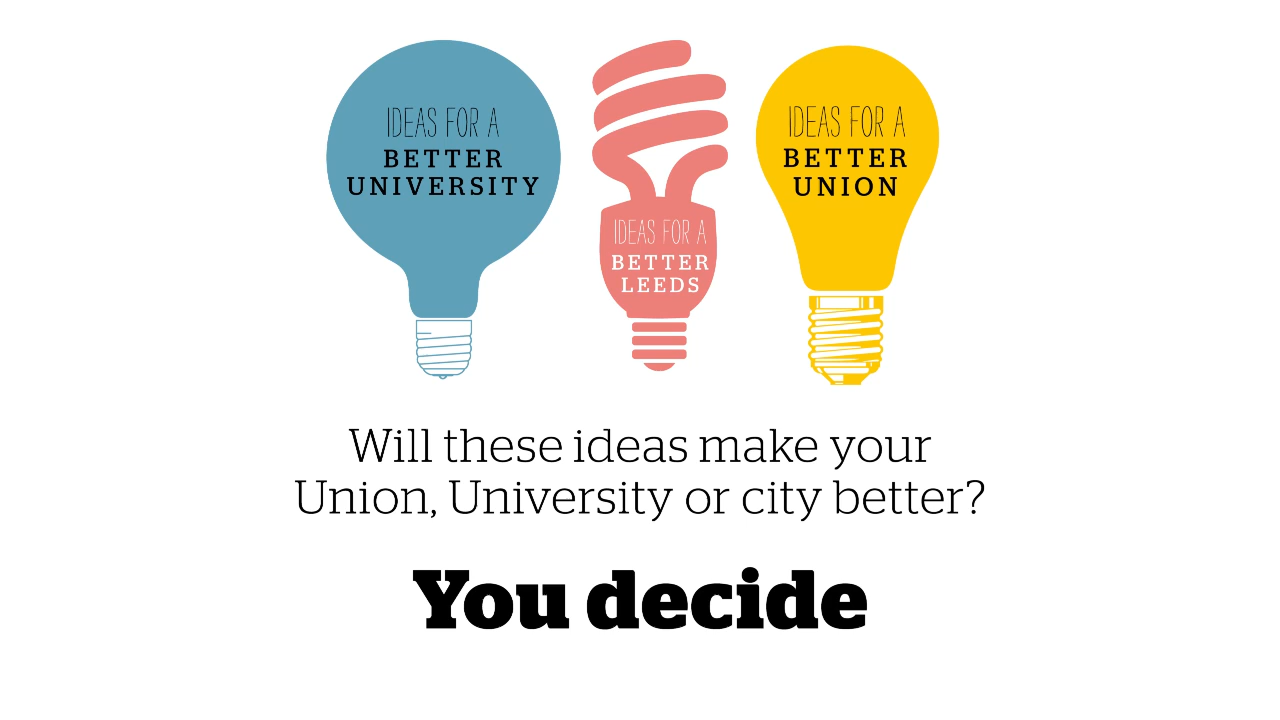 IDEAS FOR A
BETTER
UNIVERSITY
IDEAS FOR A
BETTER
LEEDS
IDEAS FOR A
BETTER
UNION
Will these ideas make your
Union, University or city better?
You decide